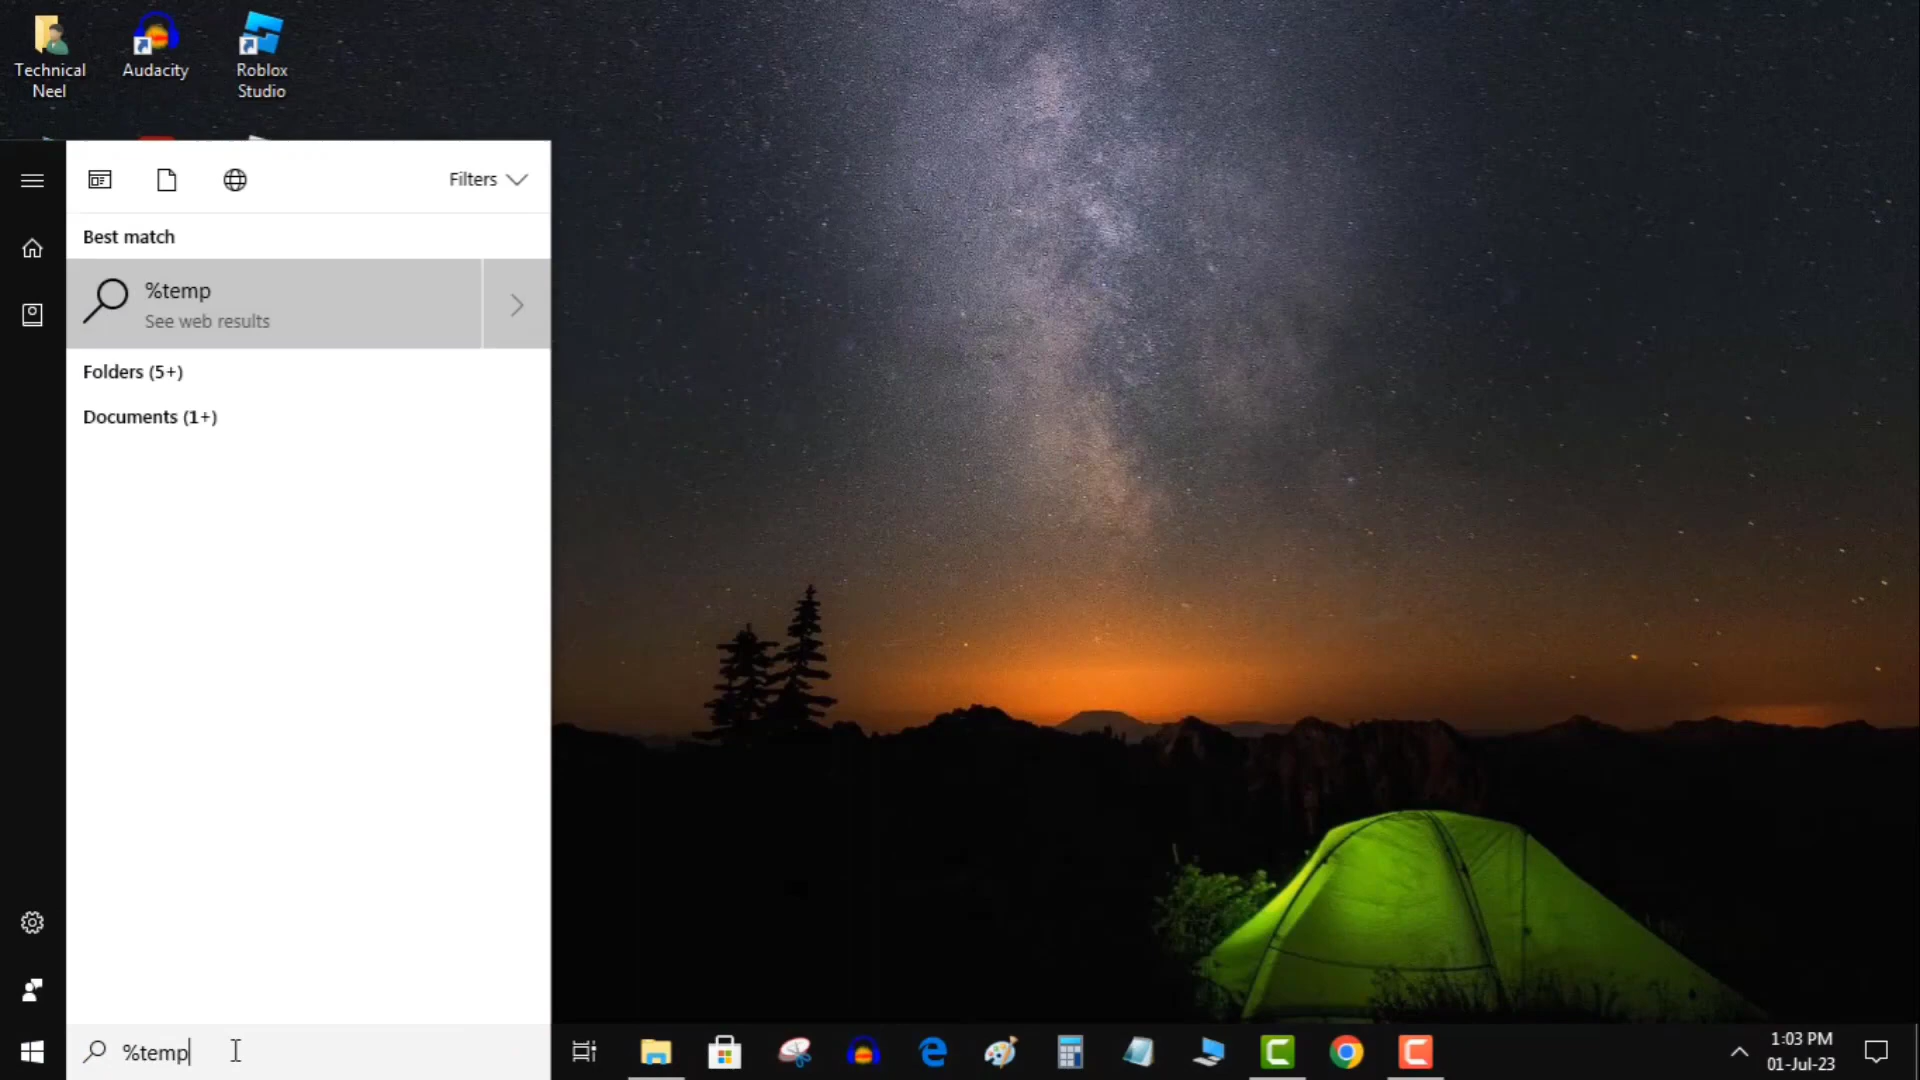 Technical
Neel
Audacity
Roblox
Studio
Filters
Best match
%temp
See web results
Folders (5+)
Documents (1+)
%temp
1:03 PM
01-Jul-23